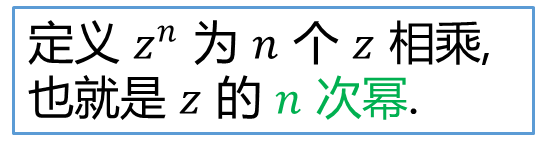 定义 zⁿ 为 n 个 z 相乘,
也就是 z 的 n 次幂.